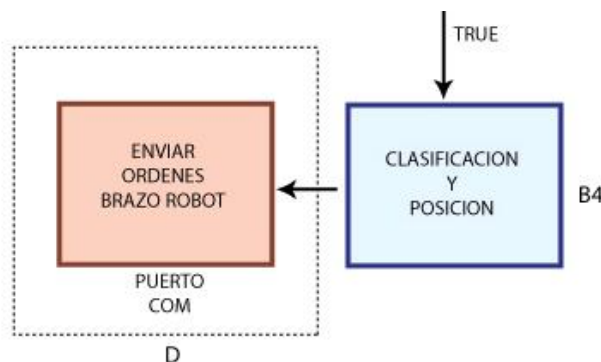 TRUE
ENVIAR
ORDENES
BRAZO ROBOT
CLASIFICACION
Y
POSICION
B4
PUERTO
COM
D